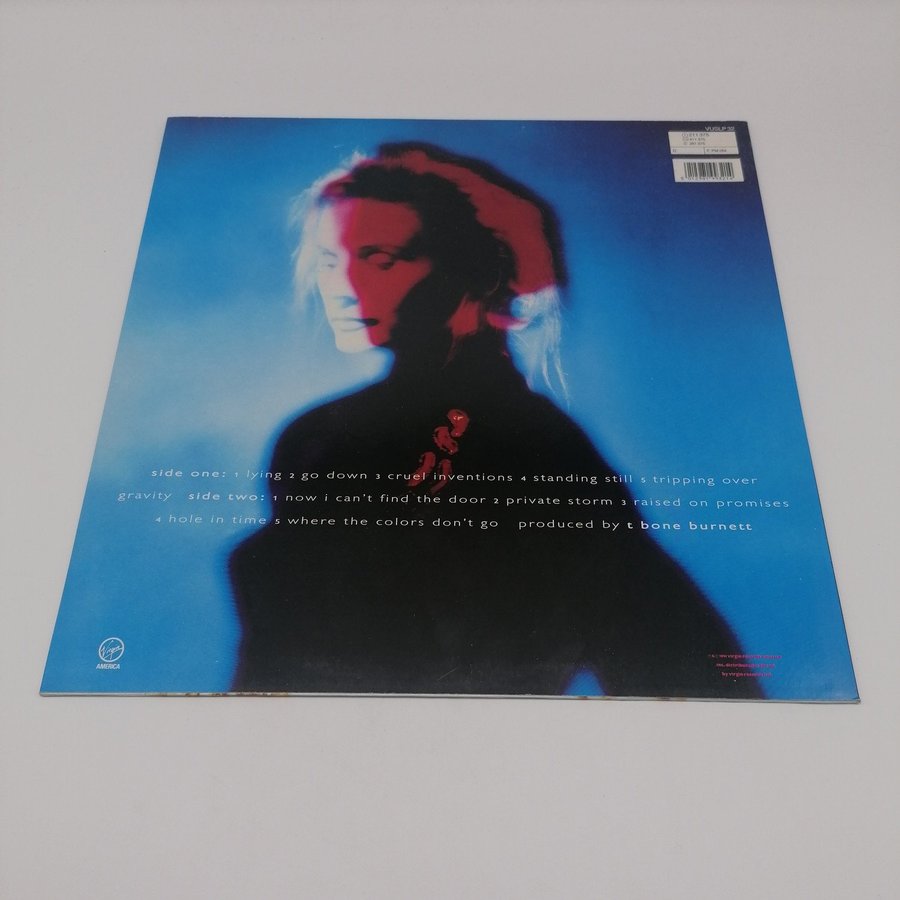 VUSLP 32
side one: 1 lying 2 go down 3 cruel inventions 4 standing still 5 tripping over
gravity side two: 1 now i can't find the door 2 private storm 3 raised on promises
4 hole in time 5 where the colors don't go produced by t bone burnett
Virgin
AMERICA
by virgin